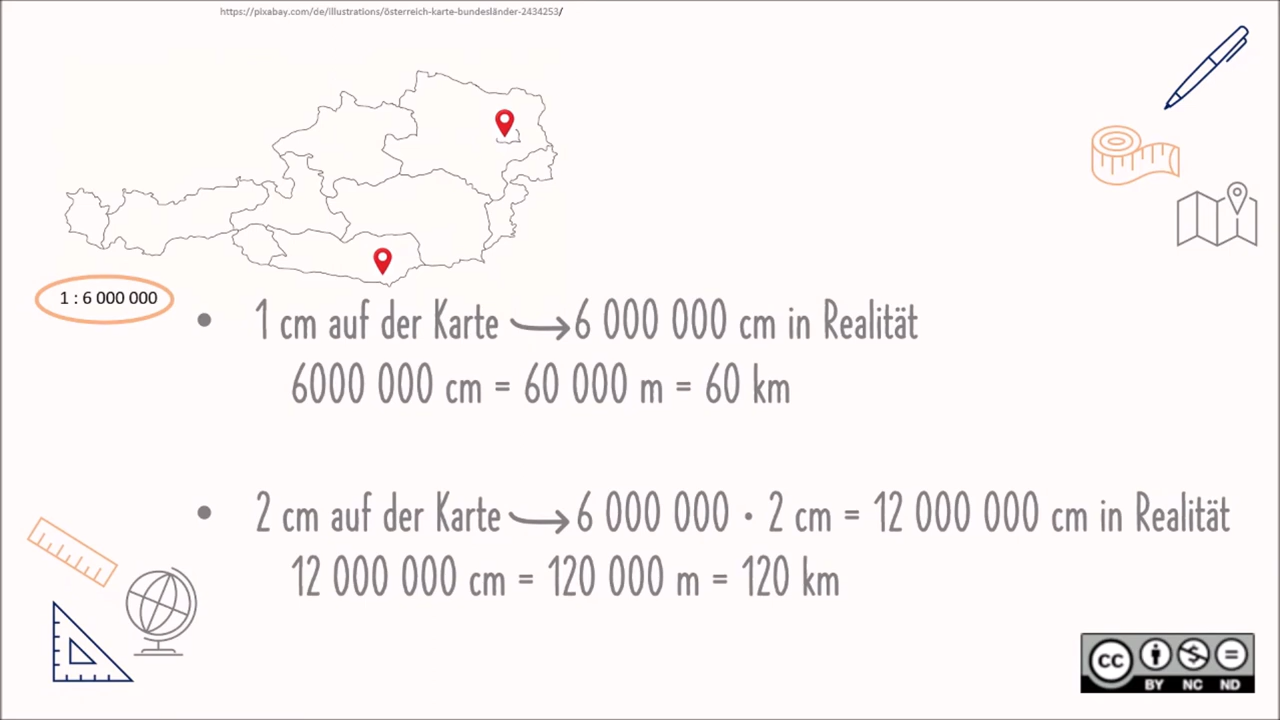 https://pixabay.com/de/illustrations/österreich-karte-bundesländer-2434253/
1 : 6 000 000
• 1 cm auf der Karte → 6 000 000 cm in Realität
6000 000 cm = 60 000 m = 60 km
• 2 cm auf der Karte → 6 000 000 · 2 cm = 12 000 000 cm in Realität
12 000 000 cm = 120 000 m = 120 km
CC BY NC ND